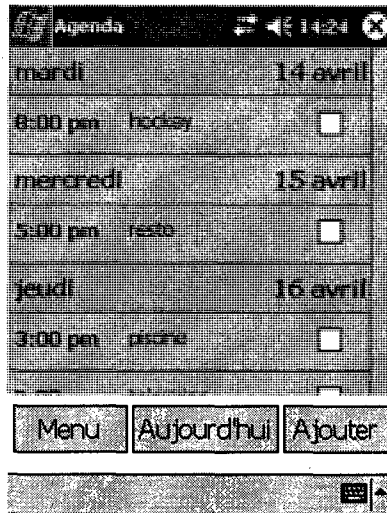 Agenda 14:24
mardi 14 avril
8:00 pm hockey
mercredi 15 avril
5:00 pm resto
jeudi 16 avril
3:00 pm piscine
Menu Aujourd'hui Ajouter